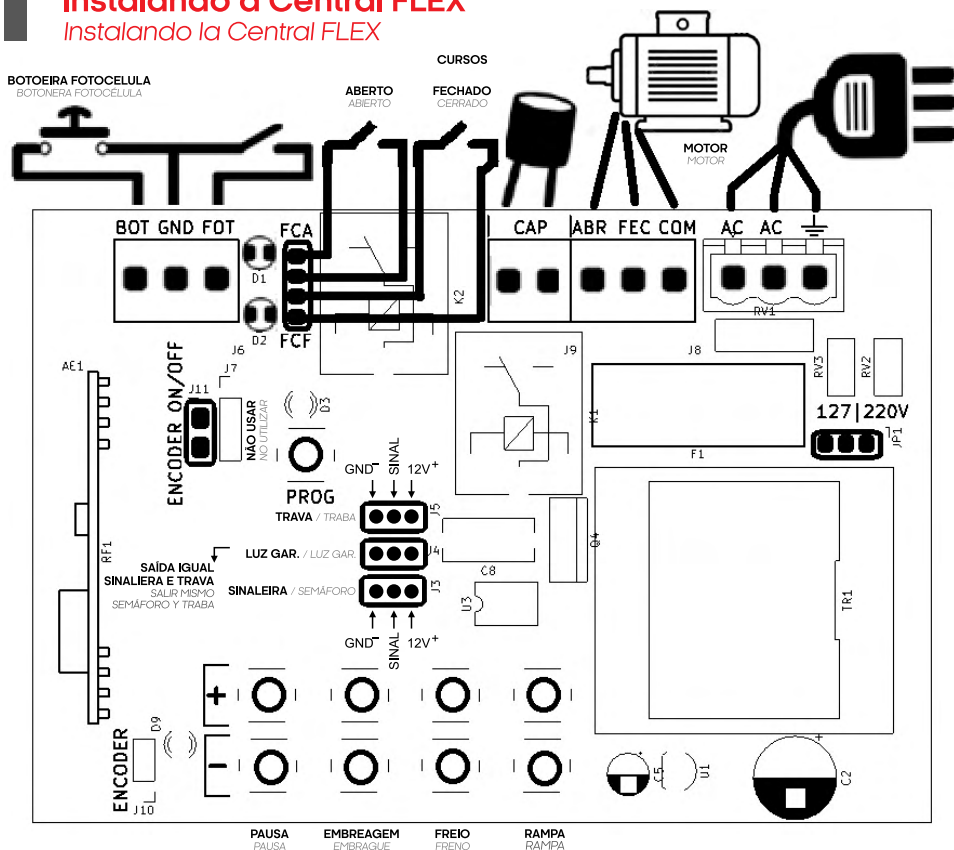 Instalando a Central FLEX
Instalando la Central FLEX
CURSOS
BOTOEIRA FOTOCELULA
BOTONERA FOTOCÉLULA
ABERTO
ABIERTO
FECHADO
CERRADO
MOTOR
MOTOR
BOT GND FOT
FCA
CAP
ABR FEC COM
AC AC
D1
K2
D2
FCF
RV1
J6
J7
J9
J8
RV3
RV2
AE1
J11
ENCODER ON/OFF
NÃO USAR
NO UTILIZAR
D3
K1
127|220V
JP1
F1
PROG
GND-
SINAL
12V+
TRAVA / TRABA
J5
LUZ GAR. / LUZ GAR.
J4
SAÍDA IGUAL
SINALIERA E TRAVA
SALIR MISMO
SEMÁFORO Y TRABA
SINALEIRA / SEMÁFORO
J3
GND-
SINAL
12V+
RF1
C8
Q4
U3
TR1
+
-
D9
ENCODER
J10
C5
U1
+
C2
PAUSA
PAUSA
EMBREAGEM
EMBRAGUE
FREIO
FRENO
RAMPA
RAMPA